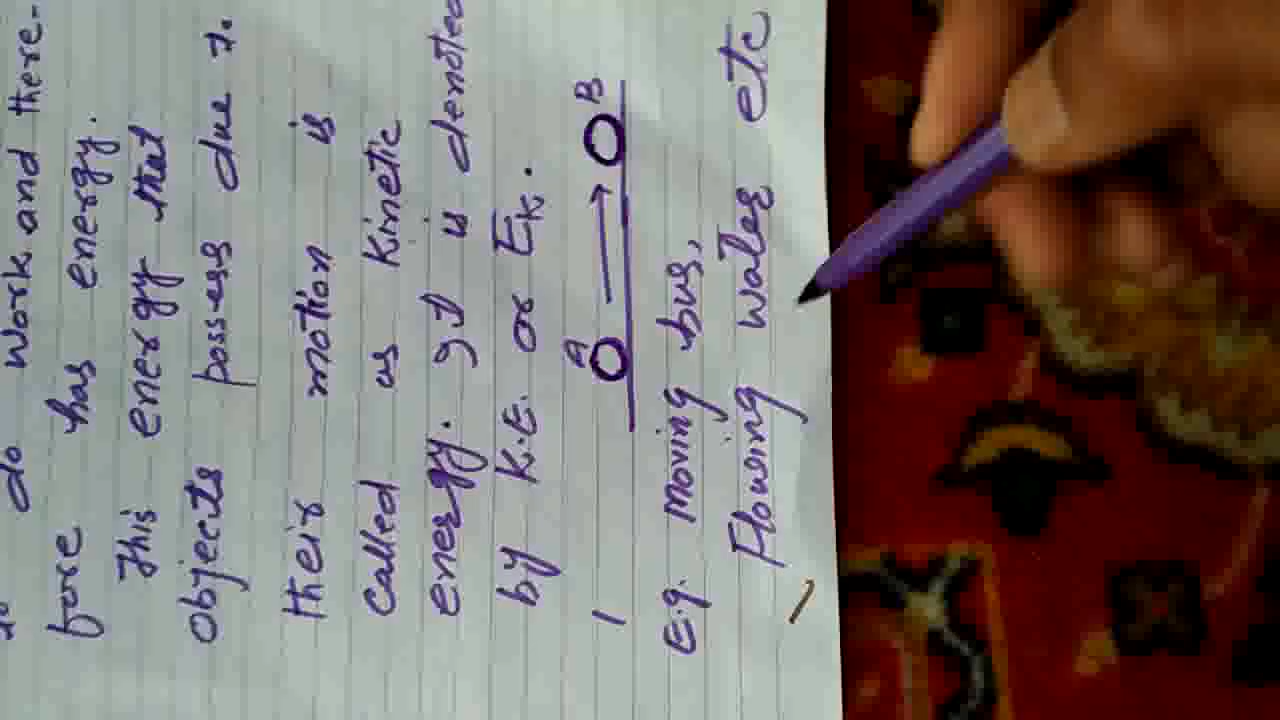 do work and there-
fore has energy.
This energy that
objects possess due to
their motion is
called as Kinetic
energy. It is denoted
by K.E. or Ek.
A B
E.g. Moving bus,
Flowing water etc